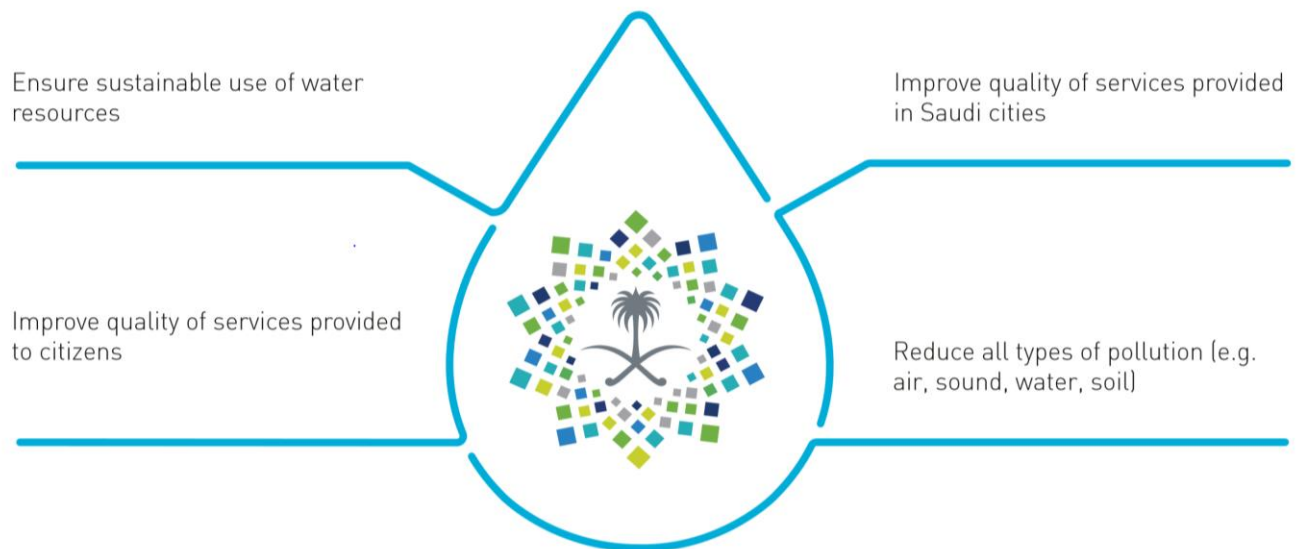 Ensure sustainable use of water
resources
Improve quality of services provided
in Saudi cities
Improve quality of services provided
to citizens
Reduce all types of pollution (e.g.
air, sound, water, soil)